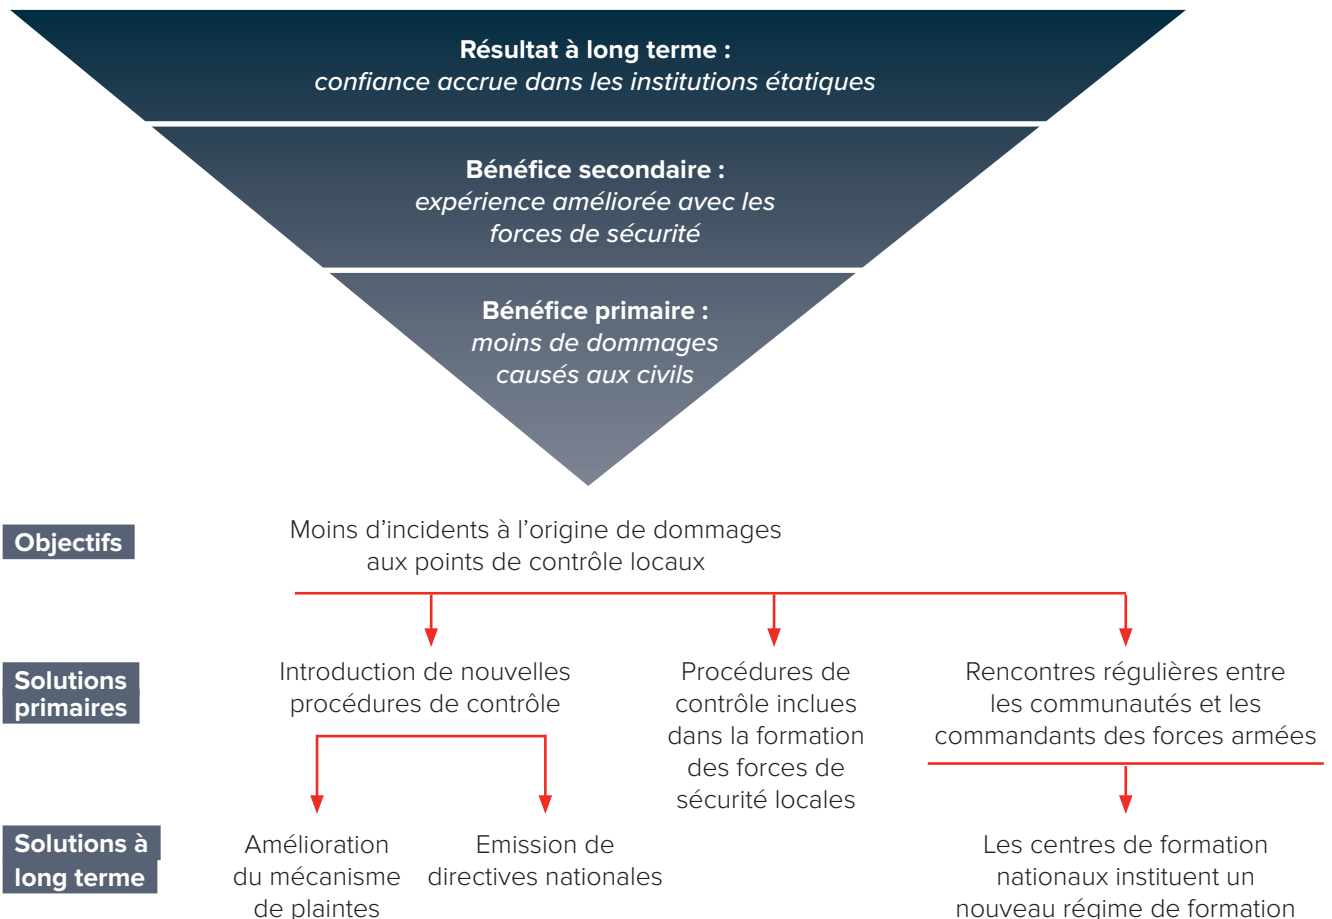 Résultat à long terme :
confiance accrue dans les institutions étatiques
Bénéfice secondaire :
expérience améliorée avec les
forces de sécurité
Bénéfice primaire :
moins de dommages
causés aux civils
Objectifs
Moins d’incidents à l’origine de dommages
aux points de contrôle locaux
Solutions
primaires
Introduction de nouvelles
procédures de contrôle
Procédures de
contrôle inclues
dans la formation
des forces de
sécurité locales
Rencontres régulières entre
les communautés et les
commandants des forces armées
Solutions à
long terme
Amélioration
du mécanisme
de plaintes
Emission de
directives nationales
Les centres de formation
nationaux instituent un
nouveau régime de formation